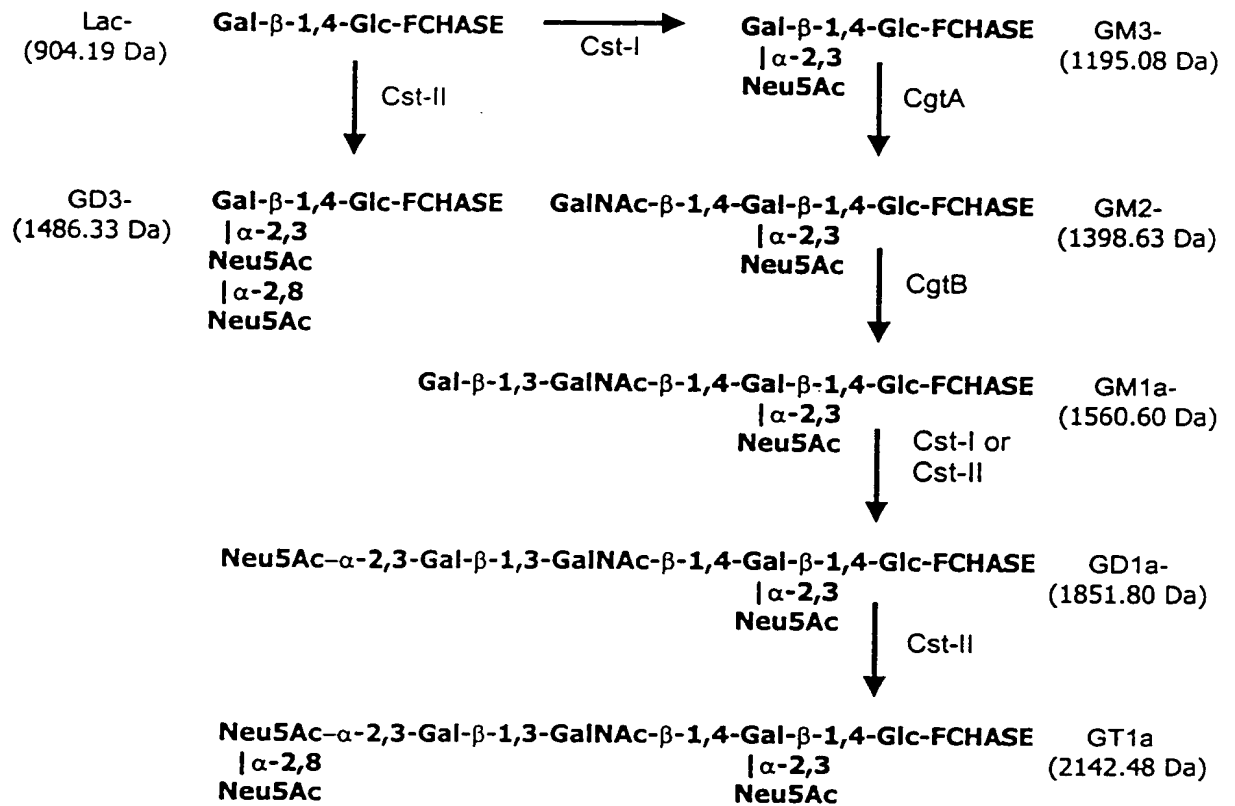 Lac-
(904.19 Da)
Gal-β-1,4-Glc-FCHASE
Cst-I
Gal-β-1,4-Glc-FCHASE
|α-2,3
Neu5Ac
GM3-
(1195.08 Da)
Cst-II
CgtA
GD3-
(1486.33 Da)
Gal-β-1,4-Glc-FCHASE
|α-2,3
Neu5Ac
|α-2,8
Neu5Ac
GalNAc-β-1,4-Gal-β-1,4-Glc-FCHASE
|α-2,3
Neu5Ac
GM2-
(1398.63 Da)
CgtB
Gal-β-1,3-GalNAc-β-1,4-Gal-β-1,4-Glc-FCHASE
|α-2,3
Neu5Ac
GM1a-
(1560.60 Da)
Cst-I or
Cst-II
Neu5Ac–α-2,3-Gal-β-1,3-GalNAc-β-1,4-Gal-β-1,4-Glc-FCHASE
|α-2,3
Neu5Ac
GD1a-
(1851.80 Da)
Cst-II
Neu5Ac–α-2,3-Gal-β-1,3-GalNAc-β-1,4-Gal-β-1,4-Glc-FCHASE
|α-2,8
Neu5Ac
|α-2,3
Neu5Ac
GT1a
(2142.48 Da)